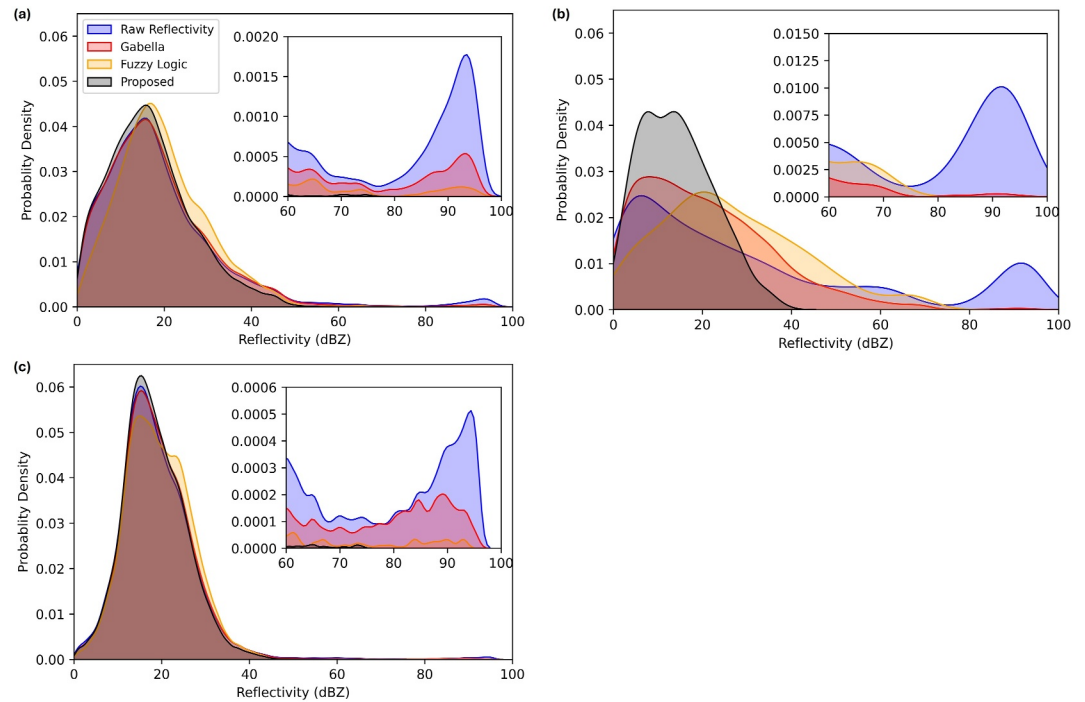 (a)
0.06
0.05
0.04
0.03
0.02
0.01
0.00
Probablity Density
Raw Reflectivity
Gabella
Fuzzy Logic
Proposed
0.0020
0.0015
0.0010
0.0005
0.0000
60 70 80 90 100
0 20 40 60 80 100
Reflectivity (dBZ)
(b)
0.06
0.05
0.04
0.03
0.02
0.01
0.00
Probablity Density
0.0150
0.0125
0.0100
0.0075
0.0050
0.0025
0.0000
60 70 80 90 100
0 20 40 60 80 100
Reflectivity (dBZ)
(c)
0.06
0.05
0.04
0.03
0.02
0.01
0.00
Probablity Density
0.0006
0.0005
0.0004
0.0003
0.0002
0.0001
0.0000
60 70 80 90 100
0 20 40 60 80 100
Reflectivity (dBZ)